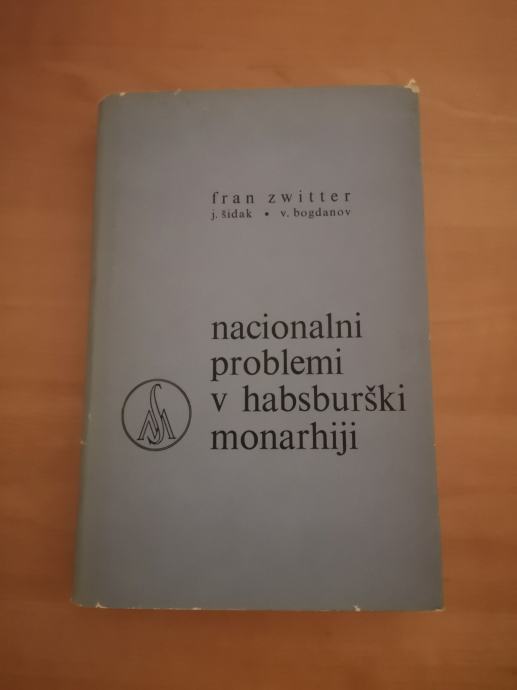 fran zwitter
j. šidak • v. bogdanov
nacionalni
problemi
v habsburški
monarhiji